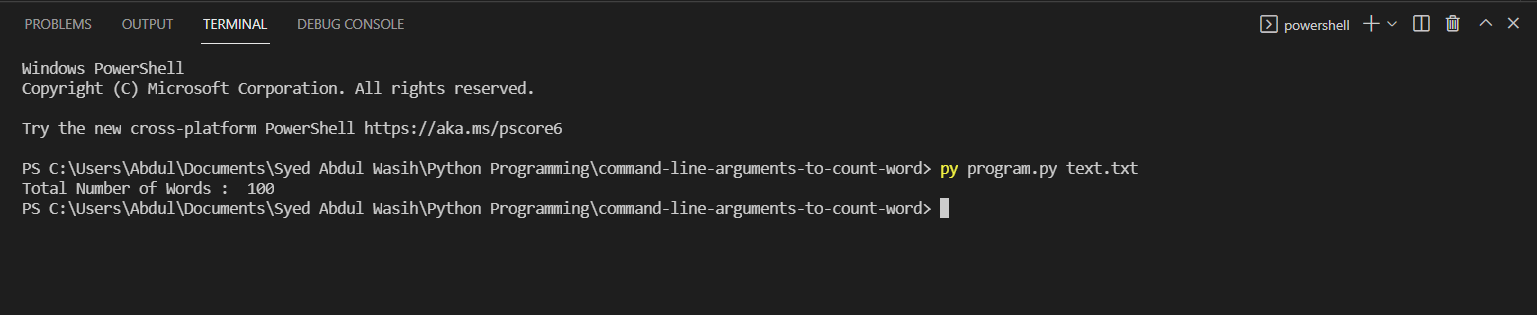 PROBLEMS OUTPUT TERMINAL DEBUG CONSOLE powershell
Windows PowerShell
Copyright (C) Microsoft Corporation. All rights reserved.
Try the new cross-platform PowerShell https://aka.ms/pscore6
PS C:\Users\Abdul\Documents\Syed Abdul Wasih\Python Programming\command-line-arguments-to-count-word> py program.py text.txt
Total Number of Words :  100
PS C:\Users\Abdul\Documents\Syed Abdul Wasih\Python Programming\command-line-arguments-to-count-word>